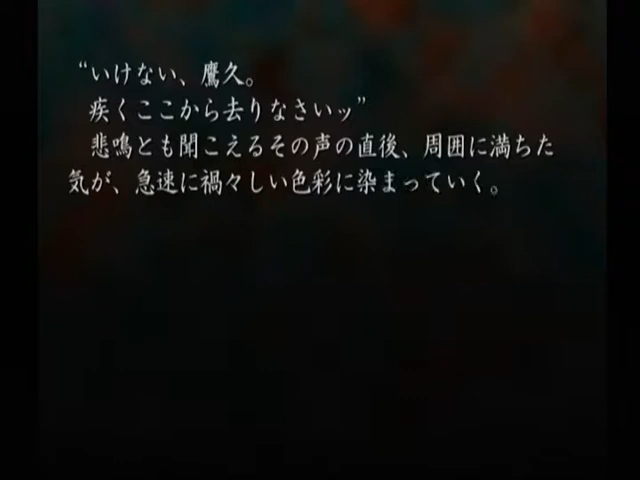 “いけない、鷹久。
疾くここから去りなさいッ”
悲鳴とも聞こえるその声の直後、周囲に満ちた
気が、急速に禍々しい色彩に染まっていく。